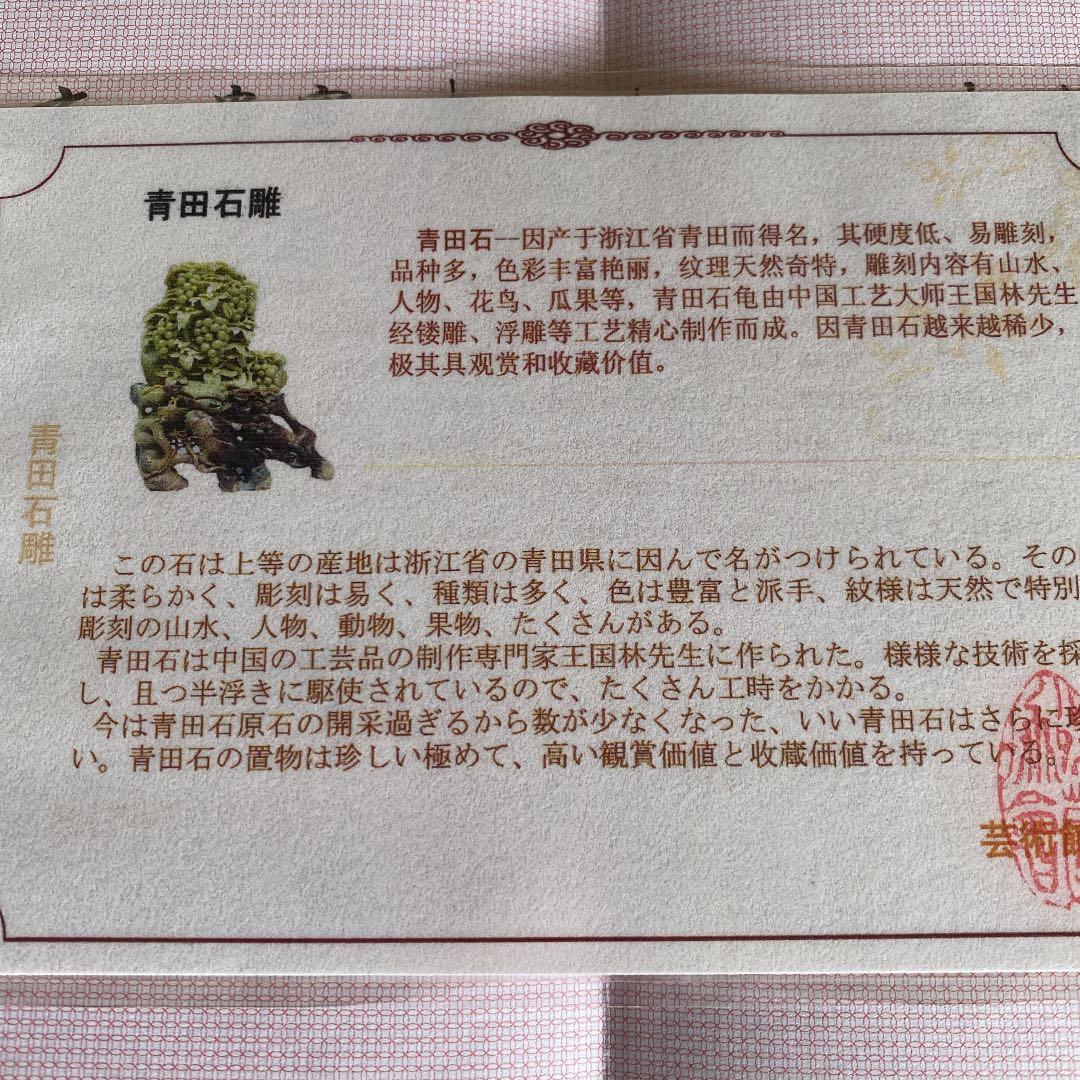 青田石雕
青田石--因产于浙江省青田而得名，其硬度低、易雕刻，
品种多，色彩丰富艳丽，纹理天然奇特，雕刻内容有山水、
人物、花鸟、瓜果等，青田石龟由中国工艺大师王国林先生
经镂雕、浮雕等工艺精心制作而成。因青田石越来越稀少，
极其具观赏和收藏价值。
青田石雕
この石は上等の産地は浙江省の青田県に因んで名がつけられている。その
は柔らかく、彫刻は易く、種類は多く、色は豊富と派手、紋様は天然で特別
彫刻の山水、人物、動物、果物、たくさんがある。
青田石は中国の工芸品の制作専門家王国林先生に作られた。様様な技術を採
し、且つ半浮きに駆使されているので、たくさん工時をかかる。
今は青田石原石の開采過ぎるから数が少なくなった、いい青田石はさらに珍
い。青田石の置物は珍しい極めて、高い観賞価値と収蔵価値を持っている。
芸術館